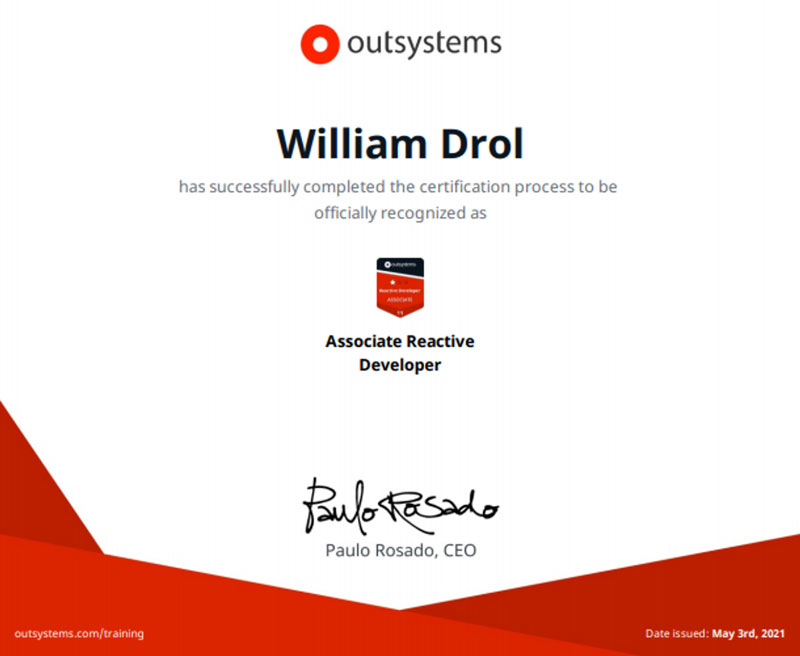 outsystems
William Drol
has successfully completed the certification process to be
officially recognized as
outsystems
Reactive Developer
ASSOCIATE
Associate Reactive
Developer
Paulo Rosado
Paulo Rosado, CEO
outsystems.com/training
Date issued: May 3rd, 2021